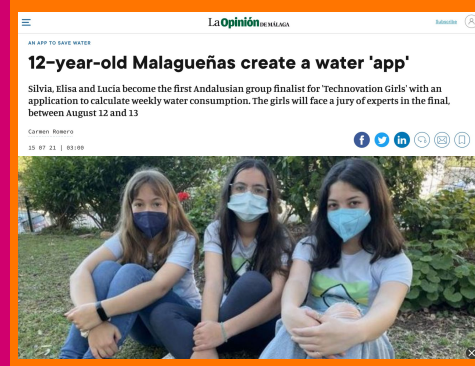 La Opinión DE MÁLAGA
Subscribe
AN APP TO SAVE WATER
12-year-old Malagueñas create a water 'app'
Silvia, Elisa and Lucía become the first Andalusian group finalist for 'Technovation Girls' with an
application to calculate weekly water consumption. The girls will face a jury of experts in the final,
between August 12 and 13
Carmen Romero
15·07·21 | 03:00